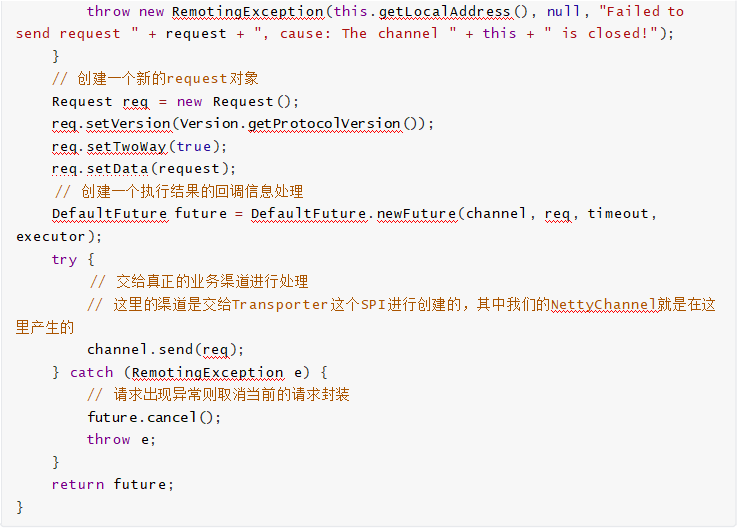 throw new RemotingException(this.getLocalAddress(), null, "Failed to
send request " + request + ", cause: The channel " + this + " is closed!");
    }
    // 创建一个新的request对象
    Request req = new Request();
    req.setVersion(Version.getProtocolVersion());
    req.setTwoWay(true);
    req.setData(request);
    // 创建一个执行结果的回调信息处理
    DefaultFuture future = DefaultFuture.newFuture(channel, req, timeout,
executor);
    try {
        // 交给真正的业务渠道进行处理
        // 这里的渠道是交给Transporter这个SPI进行创建的，其中我们的NettyChannel就是在这
里产生的
        channel.send(req);
    } catch (RemotingException e) {
        // 请求出现异常则取消当前的请求封装
        future.cancel();
        throw e;
    }
    return future;
}